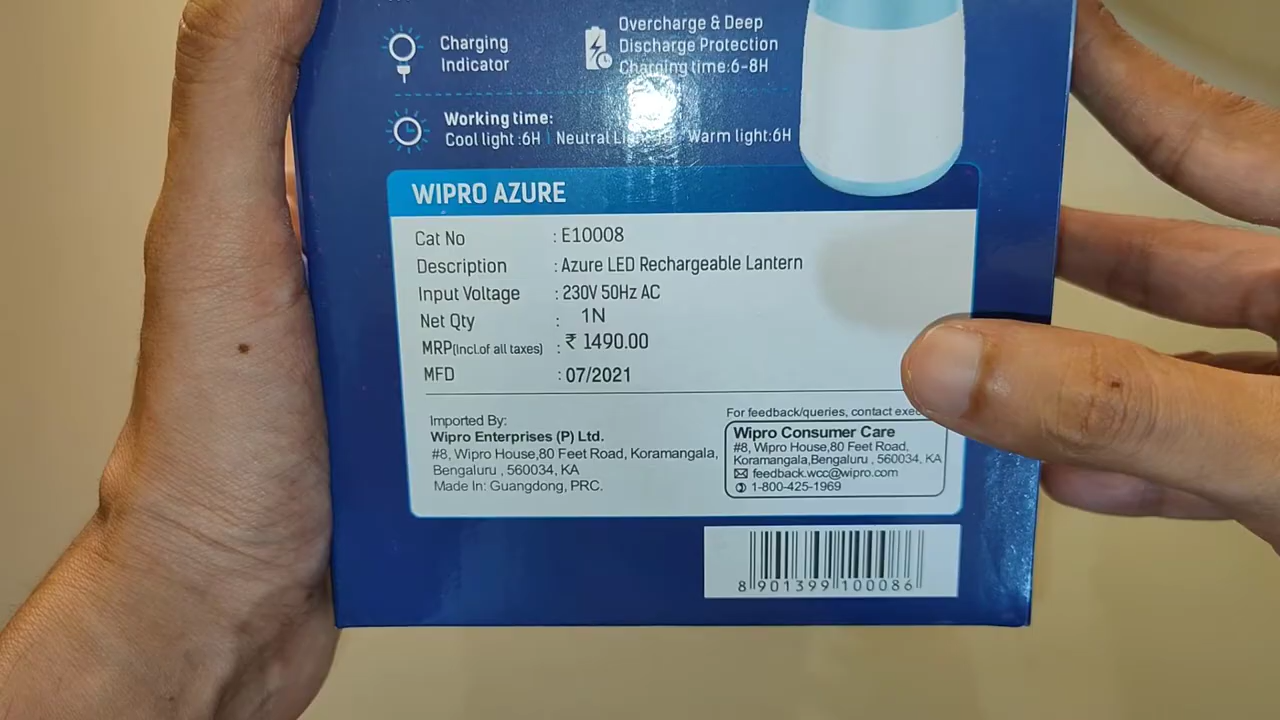 Charging
Indicator
Overcharge & Deep
Discharge Protection
Charging time:6-8H
Working time:
Cool light :6H | Neutral Warm light:6H
WIPRO AZURE
Cat No : E10008
Description : Azure LED Rechargeable Lantern
Input Voltage : 230V 50Hz AC
Net Qty : 1N
MRP(Incl.of all taxes) : ₹ 1490.00
MFD : 07/2021
Imported By:
Wipro Enterprises (P) Ltd.
#8, Wipro House,80 Feet Road, Koramangala,
Bengaluru , 560034, KA
Made In: Guangdong, PRC.
For feedback/queries, contact
Wipro Consumer Care
#8, Wipro House,80 Feet Road,
Koramangala,Bengaluru , 560034, KA
feedback.wcc@wipro.com
1-800-425-1969
8 901399 100086